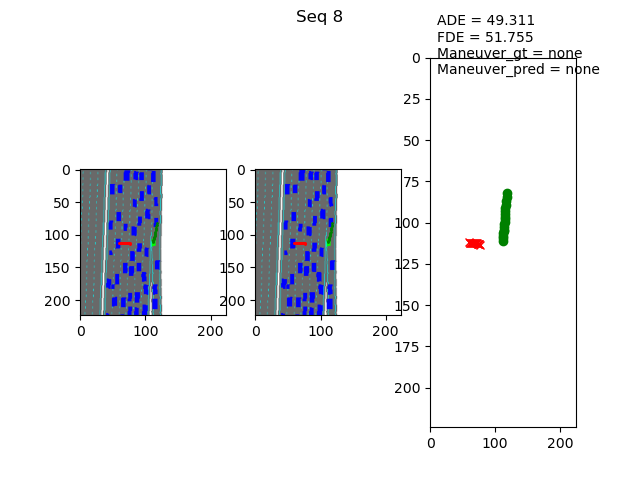 Seq 8
ADE = 49.311
FDE = 51.755
Maneuver_gt = none
Maneuver_pred = none
0
50
100
150
200
0 100 200
0
50
100
150
200
0 100 200
0
25
50
75
100
125
150
175
200
0 100 200